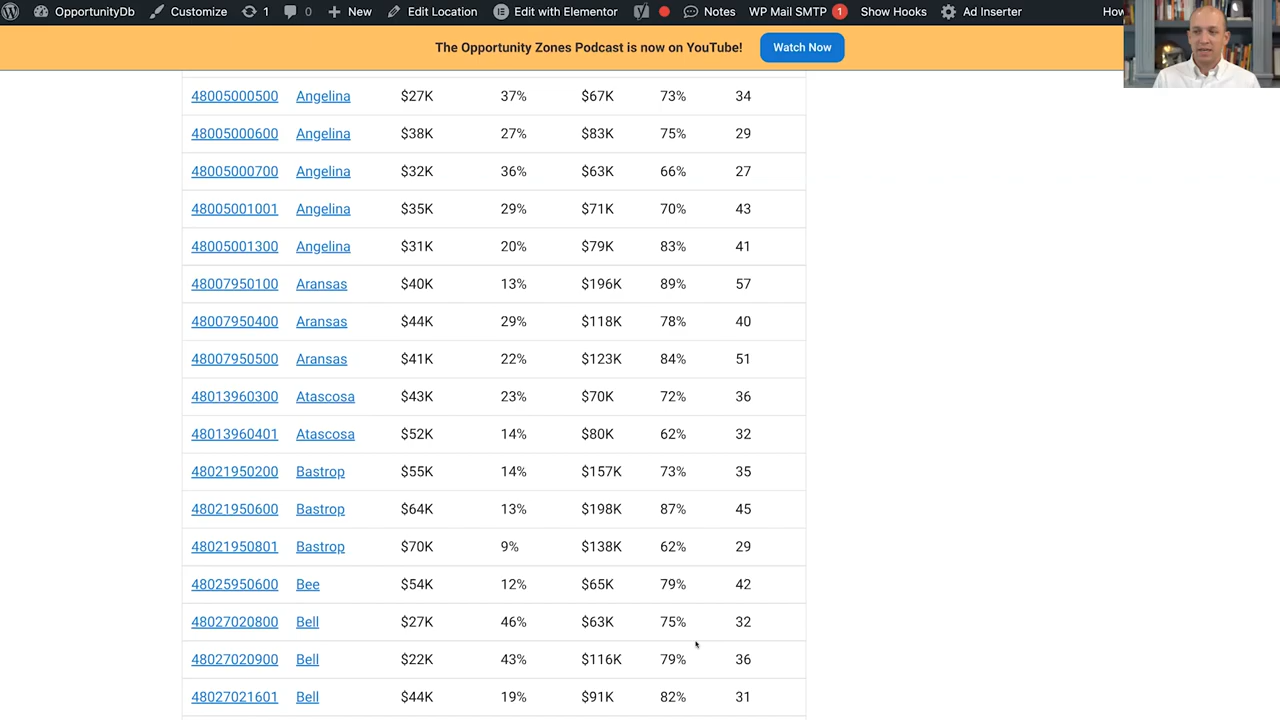 OpportunityDb Customize 1 0 New Edit Location Edit with Elementor Notes WP Mail SMTP 1 Show Hooks Ad Inserter How
The Opportunity Zones Podcast is now on YouTube! Watch Now
48005000500 Angelina $27K 37% $67K 73% 34
48005000600 Angelina $38K 27% $83K 75% 29
48005000700 Angelina $32K 36% $63K 66% 27
48005001001 Angelina $35K 29% $71K 70% 43
48005001300 Angelina $31K 20% $79K 83% 41
48007950100 Aransas $40K 13% $196K 89% 57
48007950400 Aransas $44K 29% $118K 78% 40
48007950500 Aransas $41K 22% $123K 84% 51
48013960300 Atascosa $43K 23% $70K 72% 36
48013960401 Atascosa $52K 14% $80K 62% 32
48021950200 Bastrop $55K 14% $157K 73% 35
48021950600 Bastrop $64K 13% $198K 87% 45
48021950801 Bastrop $70K 9% $138K 62% 29
48025950600 Bee $54K 12% $65K 79% 42
48027020800 Bell $27K 46% $63K 75% 32
48027020900 Bell $22K 43% $116K 79% 36
48027021601 Bell $44K 19% $91K 82% 31